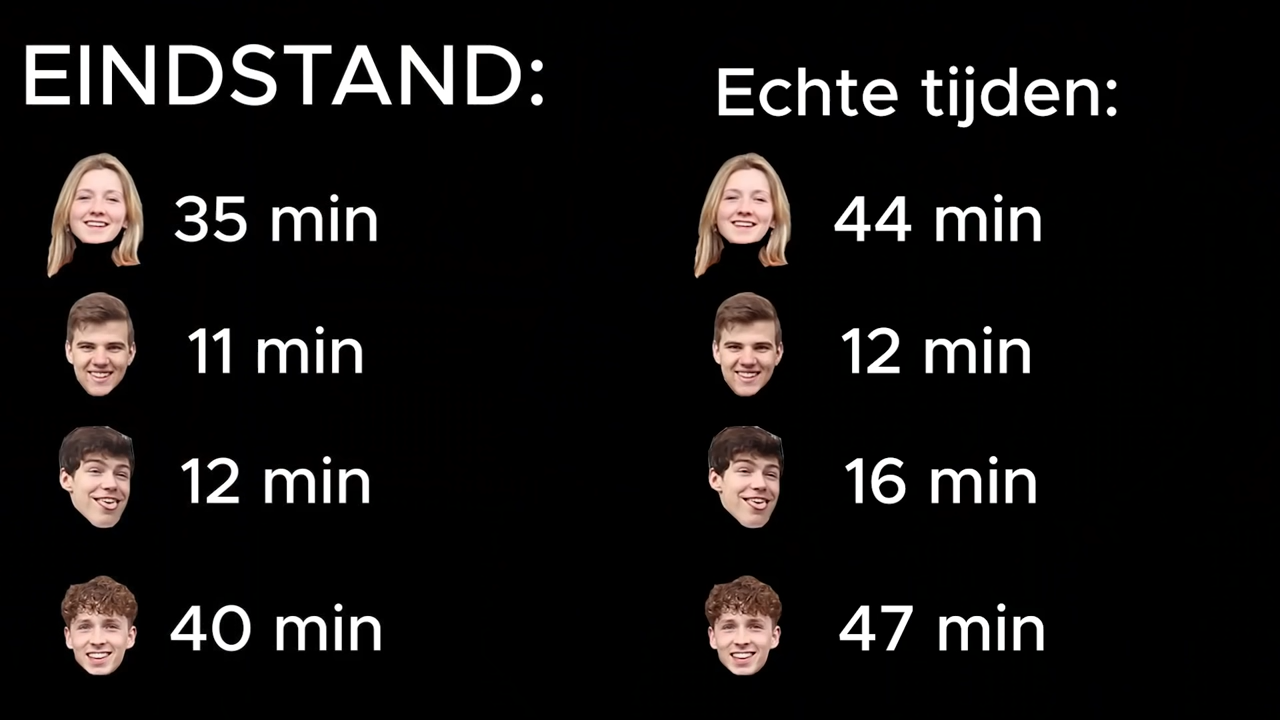 EINDSTAND:
35 min
11 min
12 min
40 min
Echte tijden:
44 min
12 min
16 min
47 min